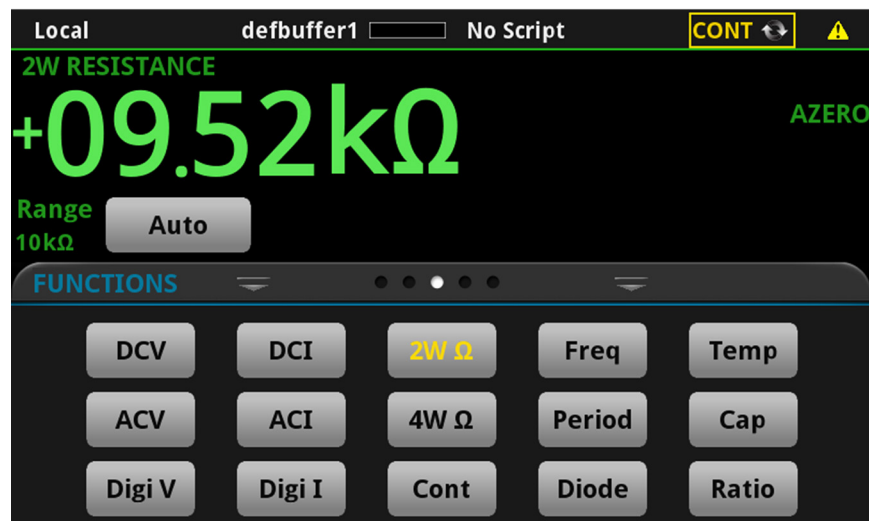 Local defbuffer1 No Script CONT
2W RESISTANCE
+09.52kΩ
AZERO
Range
10kΩ
Auto
FUNCTIONS
DCV DCI 2W Ω Freq Temp
ACV ACI 4W Ω Period Cap
Digi V Digi I Cont Diode Ratio